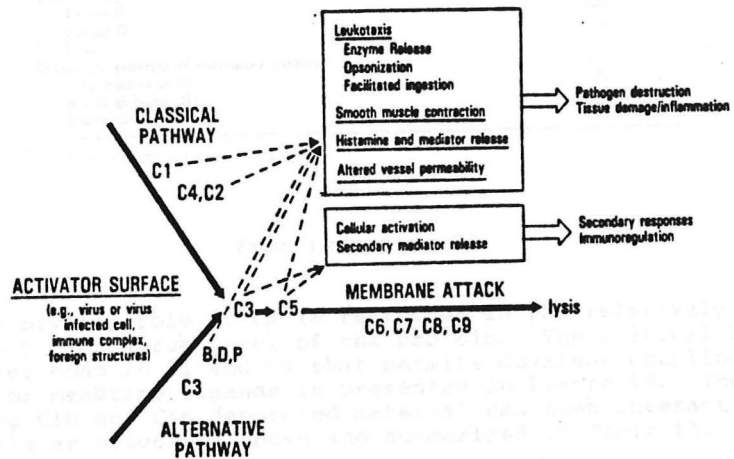 Leukotaxis
Enzyme Release
Opsonization
Facilitated ingestion
Smooth muscle contraction
Histamine and mediator release
Altered vessel permeability
Pathogen destruction
Tissue damage/inflammation
CLASSICAL
PATHWAY
C1
C4,C2
Cellular activation
Secondary mediator release
Secondary responses
Immunoregulation
ACTIVATOR SURFACE
(e.g., virus or virus
infected cell,
immune complex,
foreign structures)
C3 C5
MEMBRANE ATTACK
lysis
C6, C7, C8, C9
B,D,P
C3
ALTERNATIVE
PATHWAY